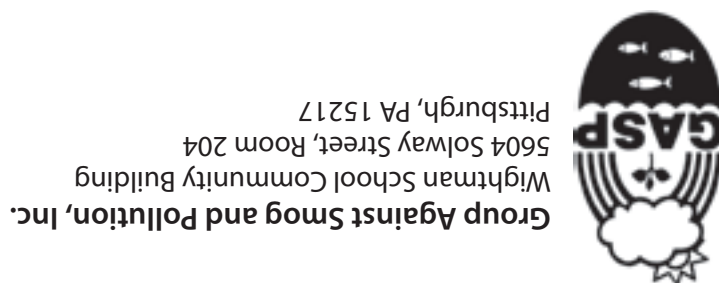 GASP
Group Against Smog and Pollution, Inc.
Wightman School Community Building
5604 Solway Street, Room 204
Pittsburgh, PA 15217